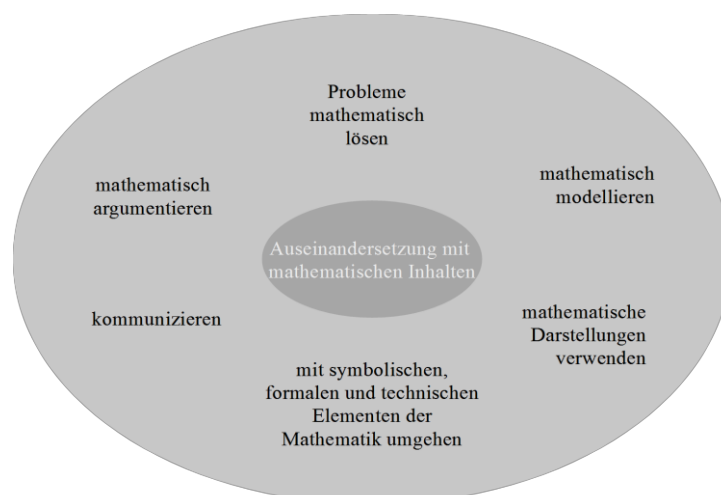 Probleme
mathematisch
lösen
mathematisch
argumentieren
mathematisch
modellieren
Auseinandersetzung mit
mathematischen Inhalten
kommunizieren
mathematische
Darstellungen
verwenden
mit symbolischen,
formalen und technischen
Elementen der
Mathematik umgehen